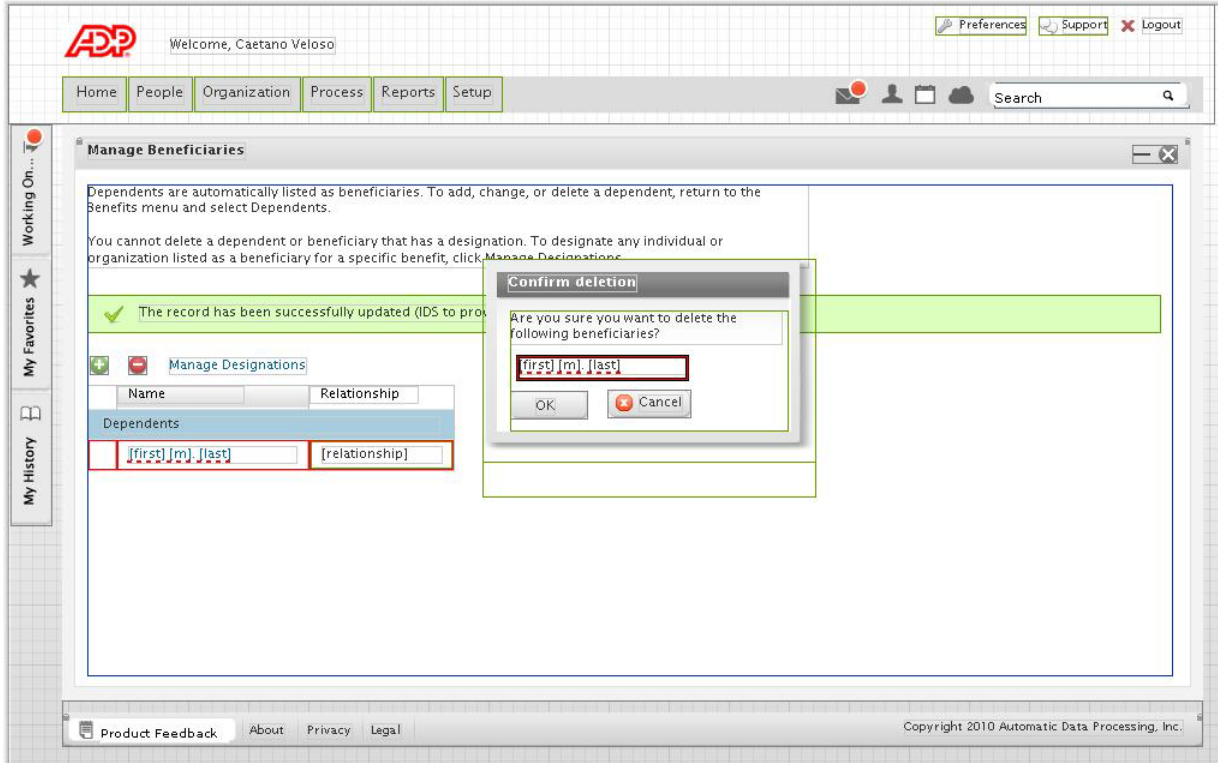 ADP
Welcome, Caetano Veloso
Preferences
Support
Logout
Home
People
Organization
Process
Reports
Setup
Search
Working On...
My Favorites
My History
Manage Beneficiaries
Dependents are automatically listed as beneficiaries. To add, change, or delete a dependent, return to the
Benefits menu and select Dependents.
You cannot delete a dependent or beneficiary that has a designation. To designate any individual or
organization listed as a beneficiary for a specific benefit, click Manage Designations.
The record has been successfully updated (IDS to
Confirm deletion
Are you sure you want to delete the
following beneficiaries?
[first] [m]. [last]
OK
Cancel
Manage Designations
Name
Relationship
Dependents
[first] [m]. [last]
[relationship]
Product Feedback
About
Privacy
Legal
Copyright 2010 Automatic Data Processing, Inc.